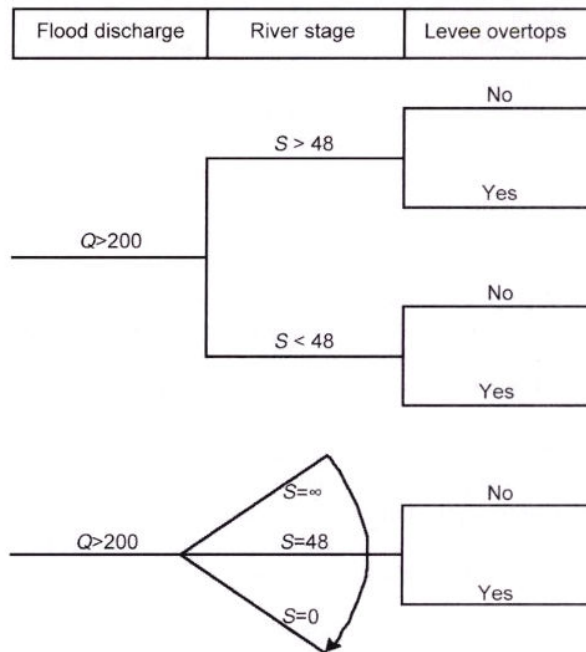 Flood discharge River stage Levee overtops
No
S > 48
Yes
Q>200
No
S < 48
Yes
S=∞
No
Q>200 S=48
Yes
S=0